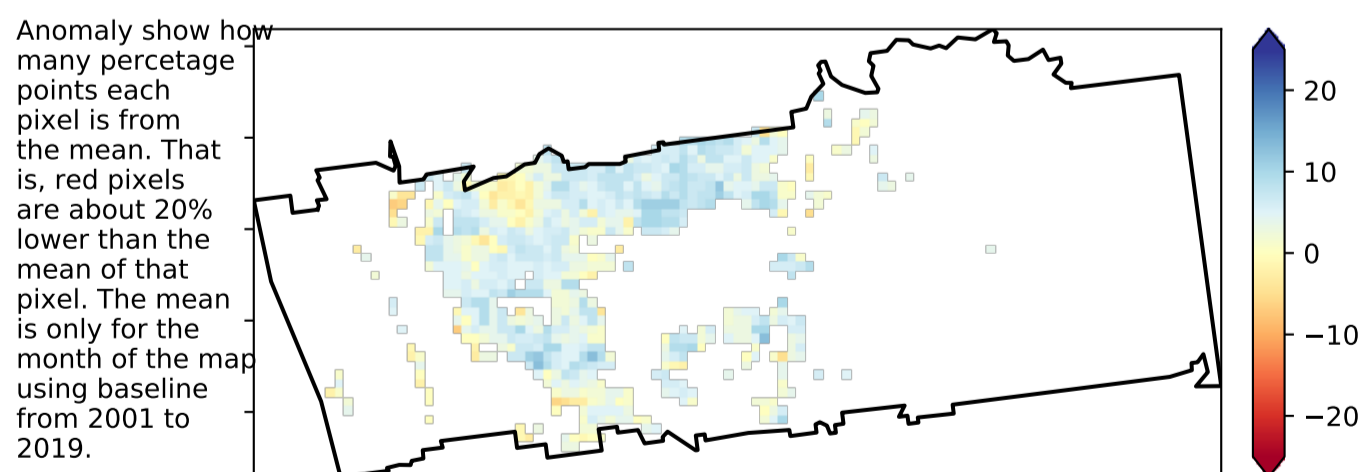 Anomaly show how
many percetage
points each
pixel is from
the mean. That
is, red pixels
are about 20%
lower than the
mean of that
pixel. The mean
is only for the
month of the map
using baseline
from 2001 to
2019.
20
10
0
−10
−20